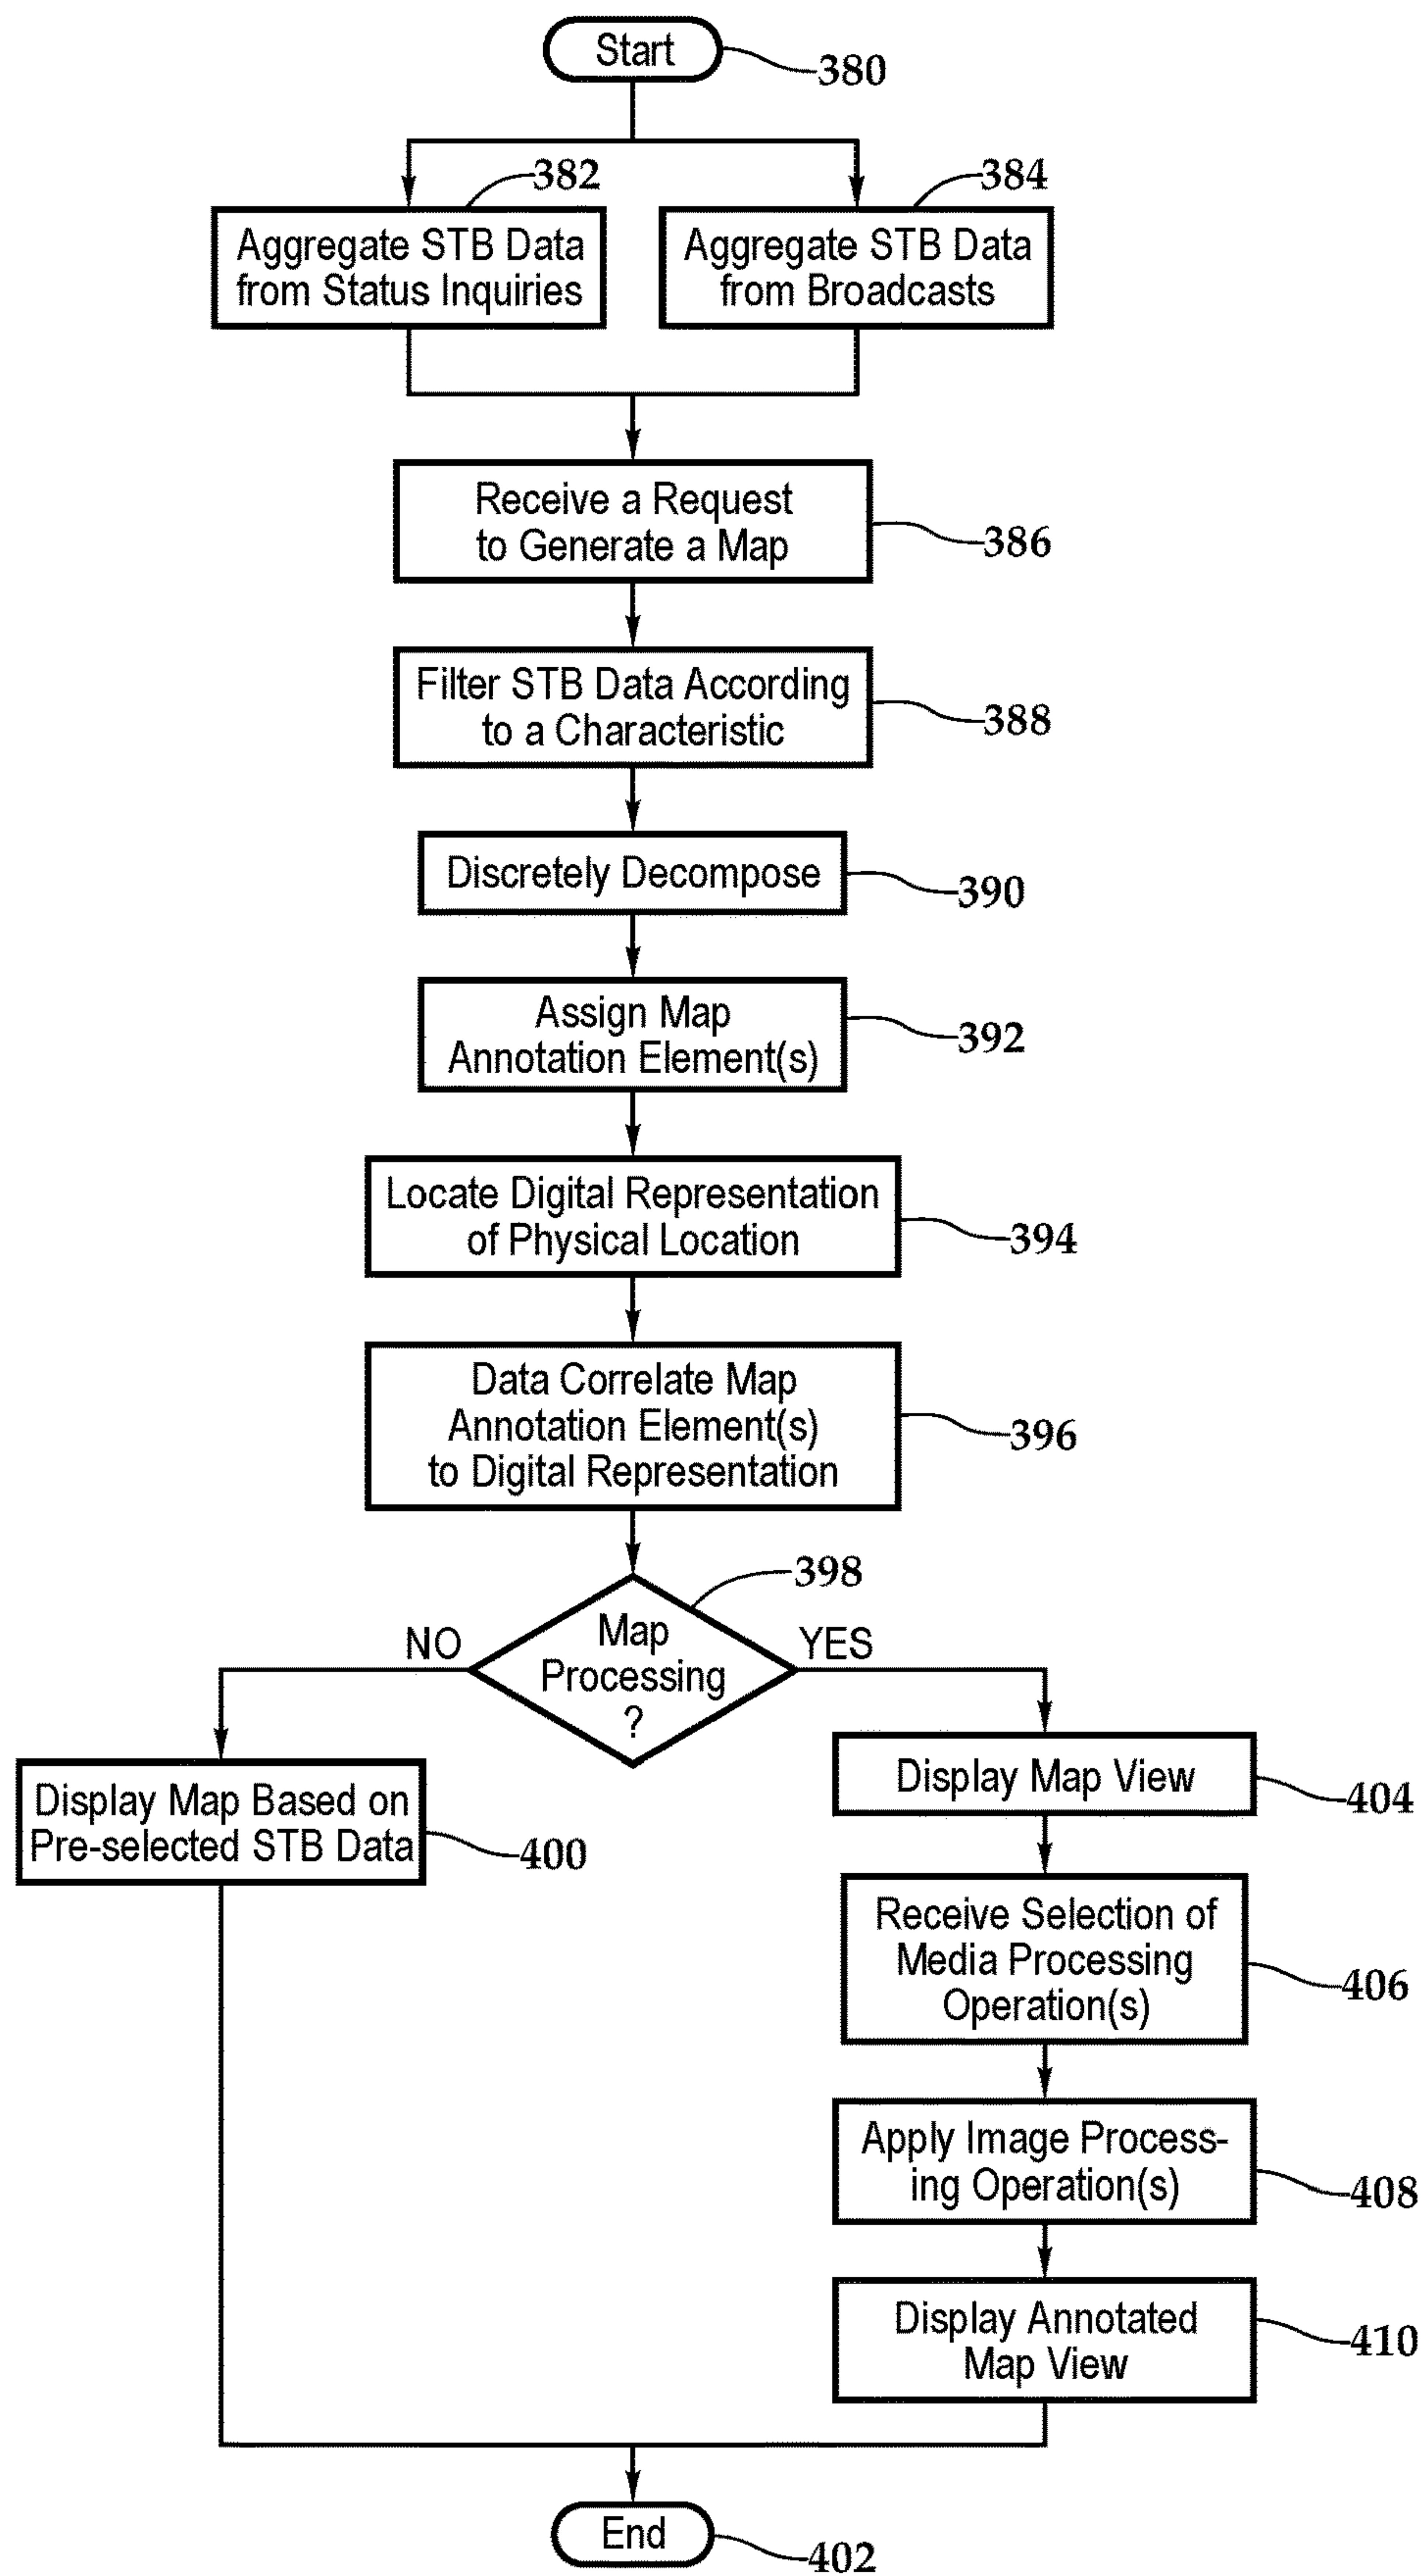 Start
380
382
384
Aggregate STB Data
from Status Inquiries
Aggregate STB Data
from Broadcasts
Receive a Request
to Generate a Map
386
Filter STB Data According
to a Characteristic
388
Discretely Decompose
390
Assign Map
Annotation Element(s)
392
Locate Digital Representation
of Physical Location
394
Data Correlate Map
Annotation Element(s)
to Digital Representation
396
398
Map
Processing
?
NO
YES
Display Map Based on
Pre-selected STB Data
400
Display Map View
404
Receive Selection of
Media Processing
Operation(s)
406
Apply Image Process-
ing Operation(s)
408
Display Annotated
Map View
410
End
402